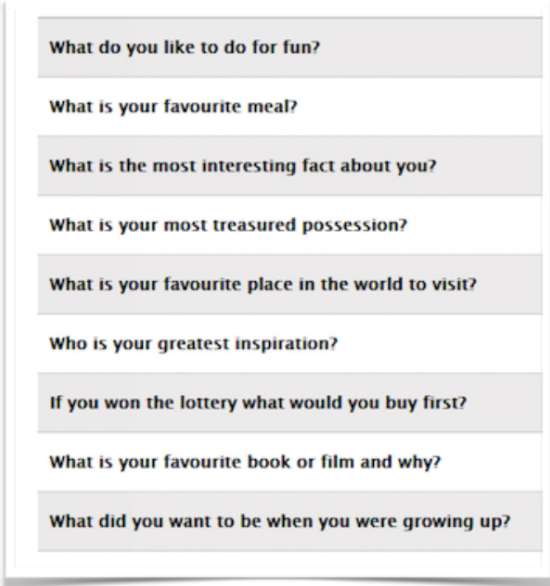 What do you like to do for fun?
What is your favourite meal?
What is the most interesting fact about you?
What is your most treasured possession?
What is your favourite place in the world to visit?
Who is your greatest inspiration?
If you won the lottery what would you buy first?
What is your favourite book or film and why?
What did you want to be when you were growing up?